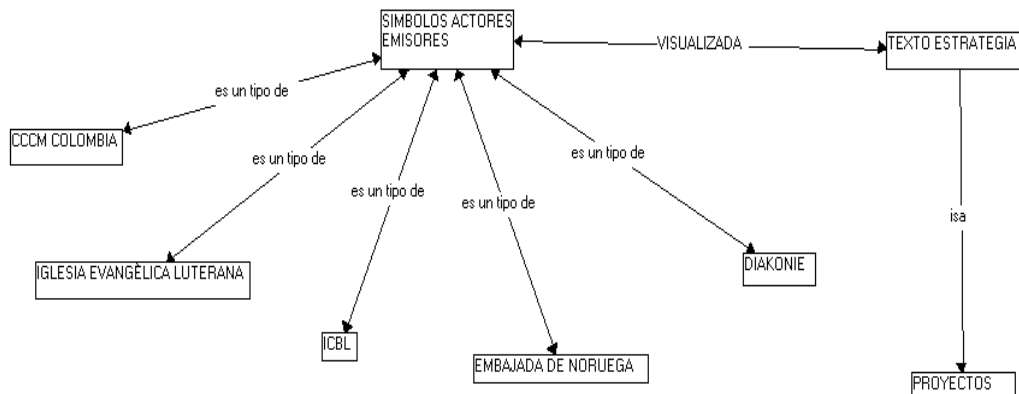 SIMBOLOS ACTORES
EMISORES
VISUALIZADA
TEXTO ESTRATEGIA
es un tipo de
CCCM COLOMBIA
es un tipo de
es un tipo de
es un tipo de
es un tipo de
isa
IGLESIA EVANGÈLICA LUTERANA
DIAKONIE
ICBL
EMBAJADA DE NORUEGA
PROYECTOS